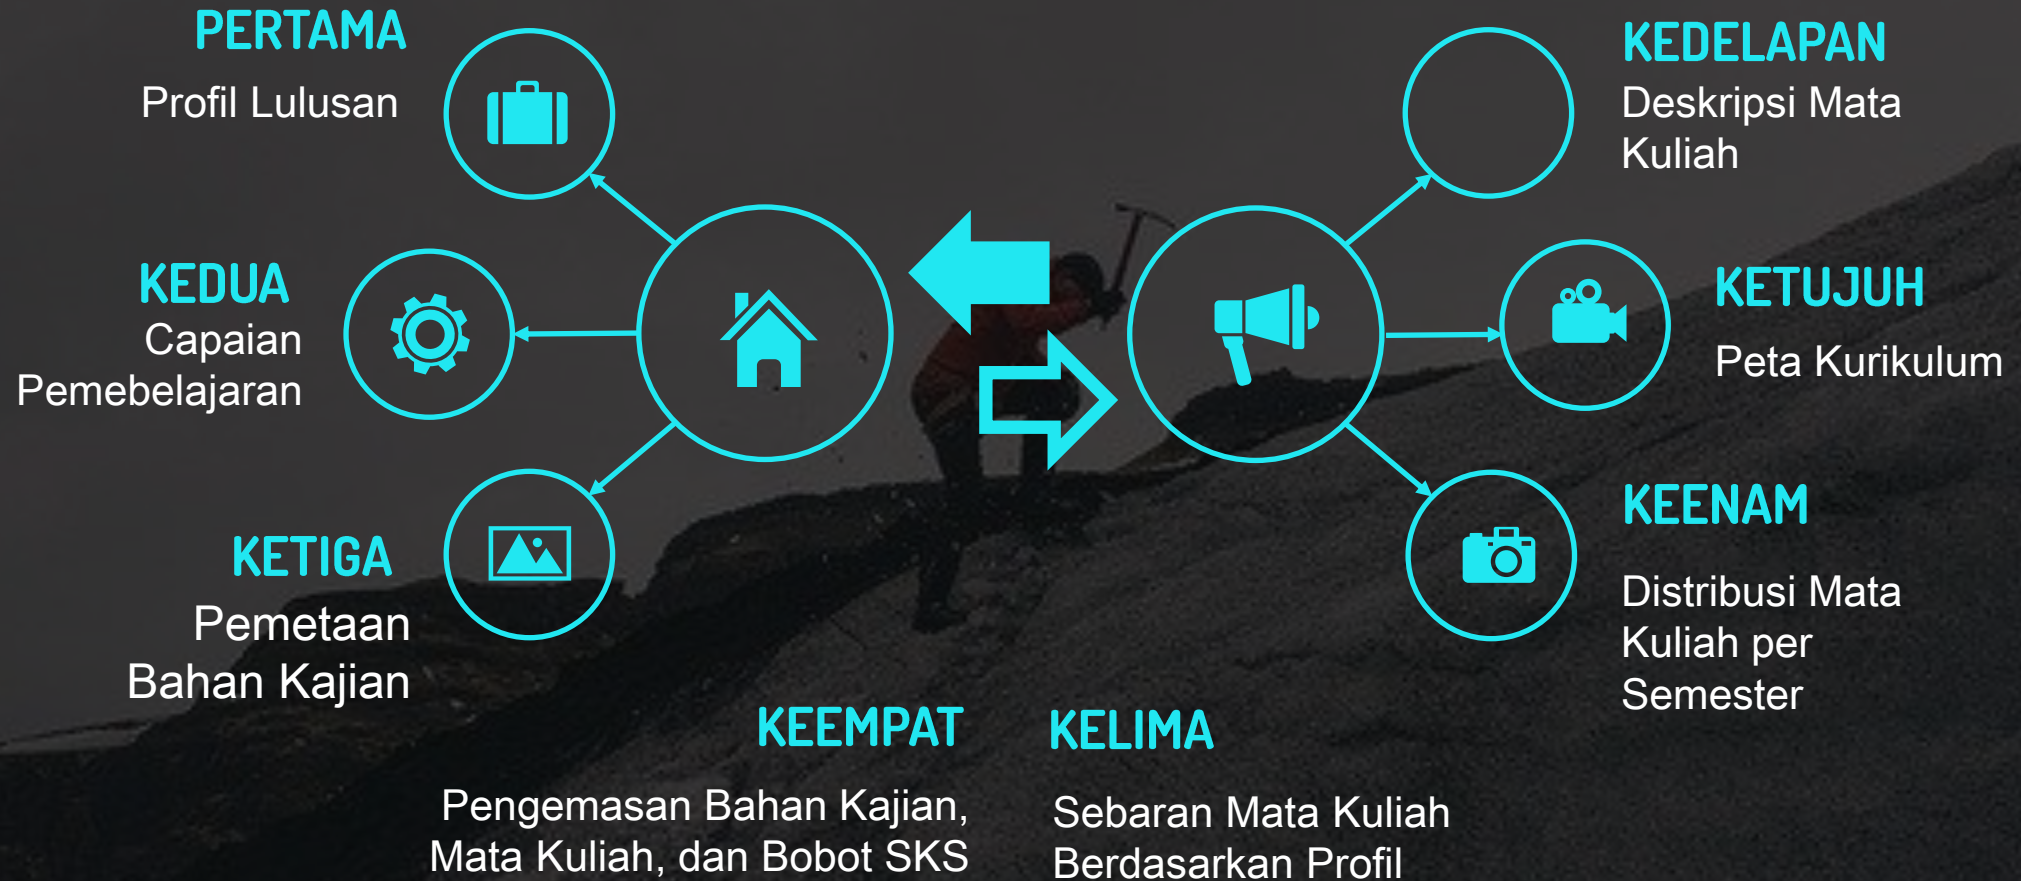 PERTAMA
Profil Lulusan
KEDUA
Capaian
Pemebelajaran
KETIGA
Pemetaan
Bahan Kajian
KEEMPAT
Pengemasan Bahan Kajian,
Mata Kuliah, dan Bobot SKS
KELIMA
Sebaran Mata Kuliah
Berdasarkan Profil
KEENAM
Distribusi Mata
Kuliah per
Semester
KETUJUH
Peta Kurikulum
KEDELAPAN
Deskripsi Mata
Kuliah